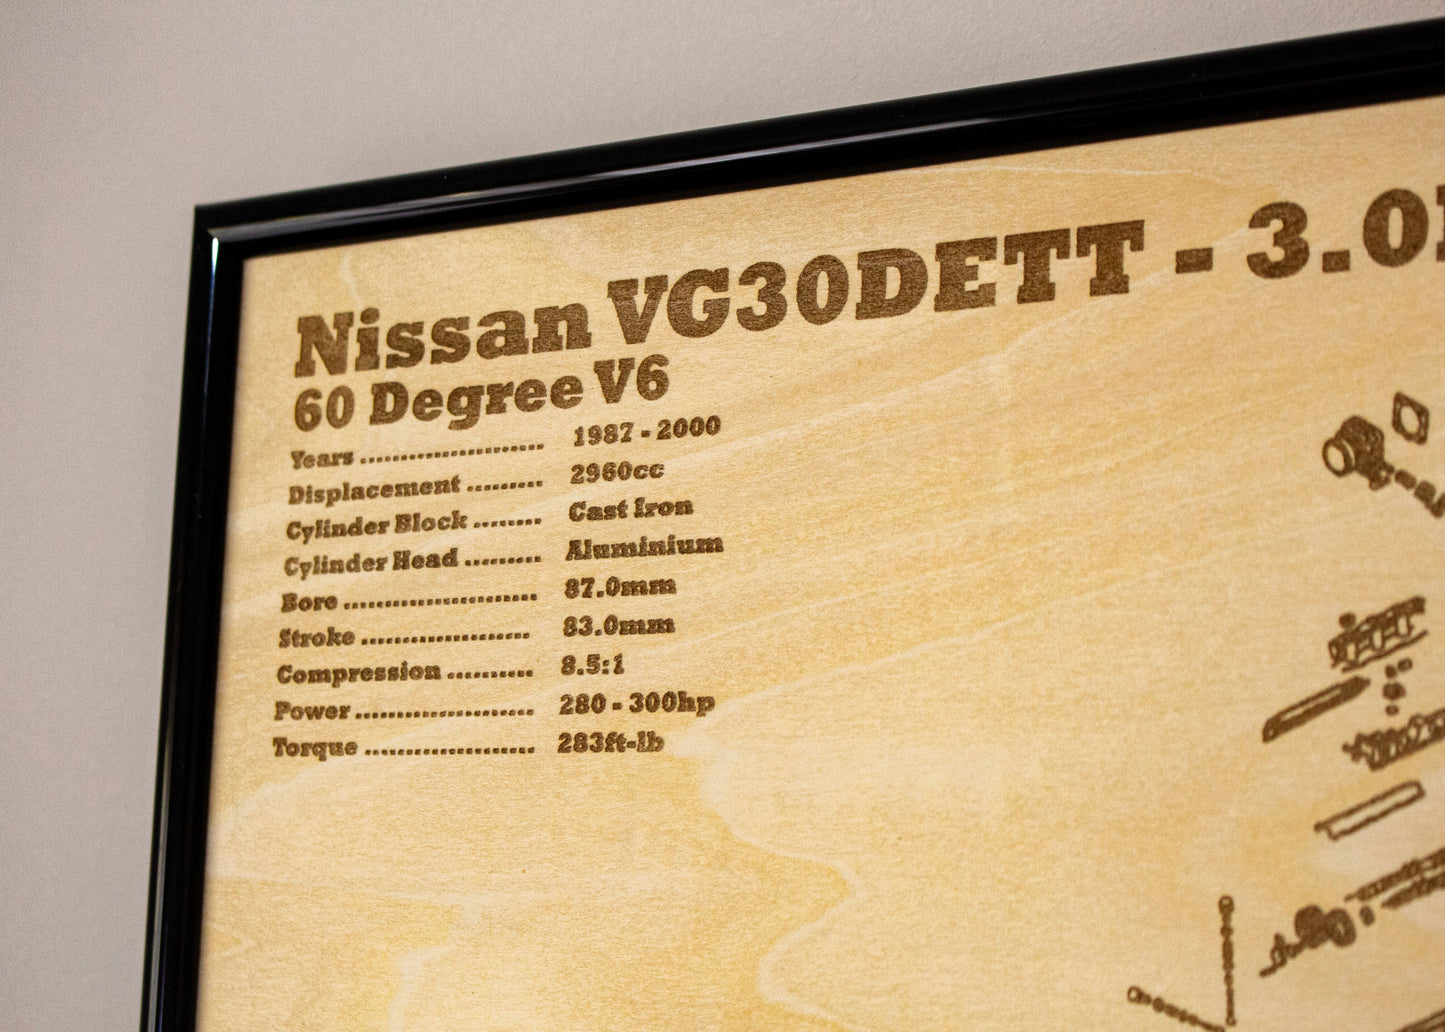 Nissan VG30DETT - 3.0
60 Degree V6
Years ...................... 1987 - 2000
Displacement ......... 2960cc
Cylinder Block ........ Cast Iron
Cylinder Head ......... Aluminium
Bore ....................... 87.0mm
Stroke .................... 83.0mm
Compression .......... 8.5:1
Power ..................... 280 - 300hp
Torque .................... 283ft-lb